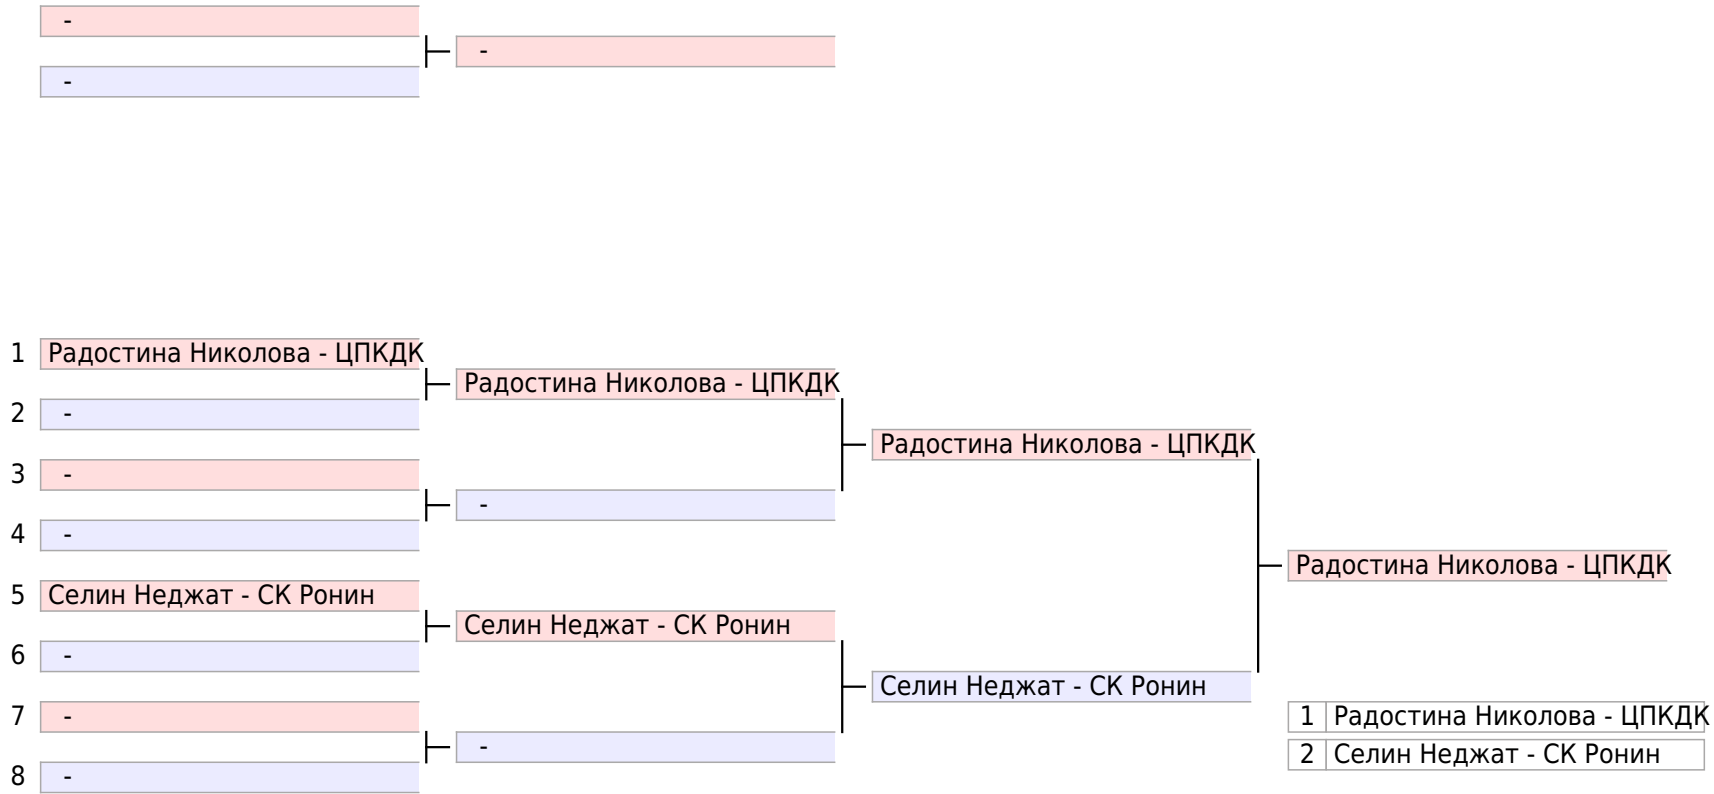 -
-
-
1 Радостина Николова - ЦПКДК
Радостина Николова - ЦПКДК
2 -
Радостина Николова - ЦПКДК
3 -
-
4 -
Радостина Николова - ЦПКДК
5 Селин Неджат - СК Ронин
Селин Неджат - СК Ронин
6 -
Селин Неджат - СК Ронин
7 -
1 Радостина Николова - ЦПКДК
-
2 Селин Неджат - СК Ронин
8 -